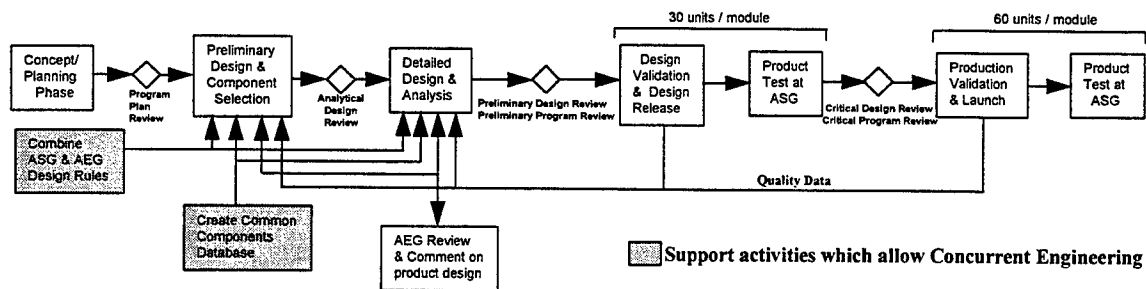 30 units / module
60 units / module
Concept/
Planning
Phase
Program
Plan
Review
Preliminary
Design &
Component
Selection
Analytical
Design
Review
Detailed
Design &
Analysis
Preliminary Design Review
Preliminary Program Review
Design
Validation
& Design
Release
Product
Test at
ASG
Critical Design Review
Critical Program Review
Production
Validation
& Launch
Product
Test at
ASG
Combine
ASG & AEG
Design Rules
Quality Data
Create Common
Components
Database
AEG Review
& Comment on
product design
Support activities which allow Concurrent Engineering